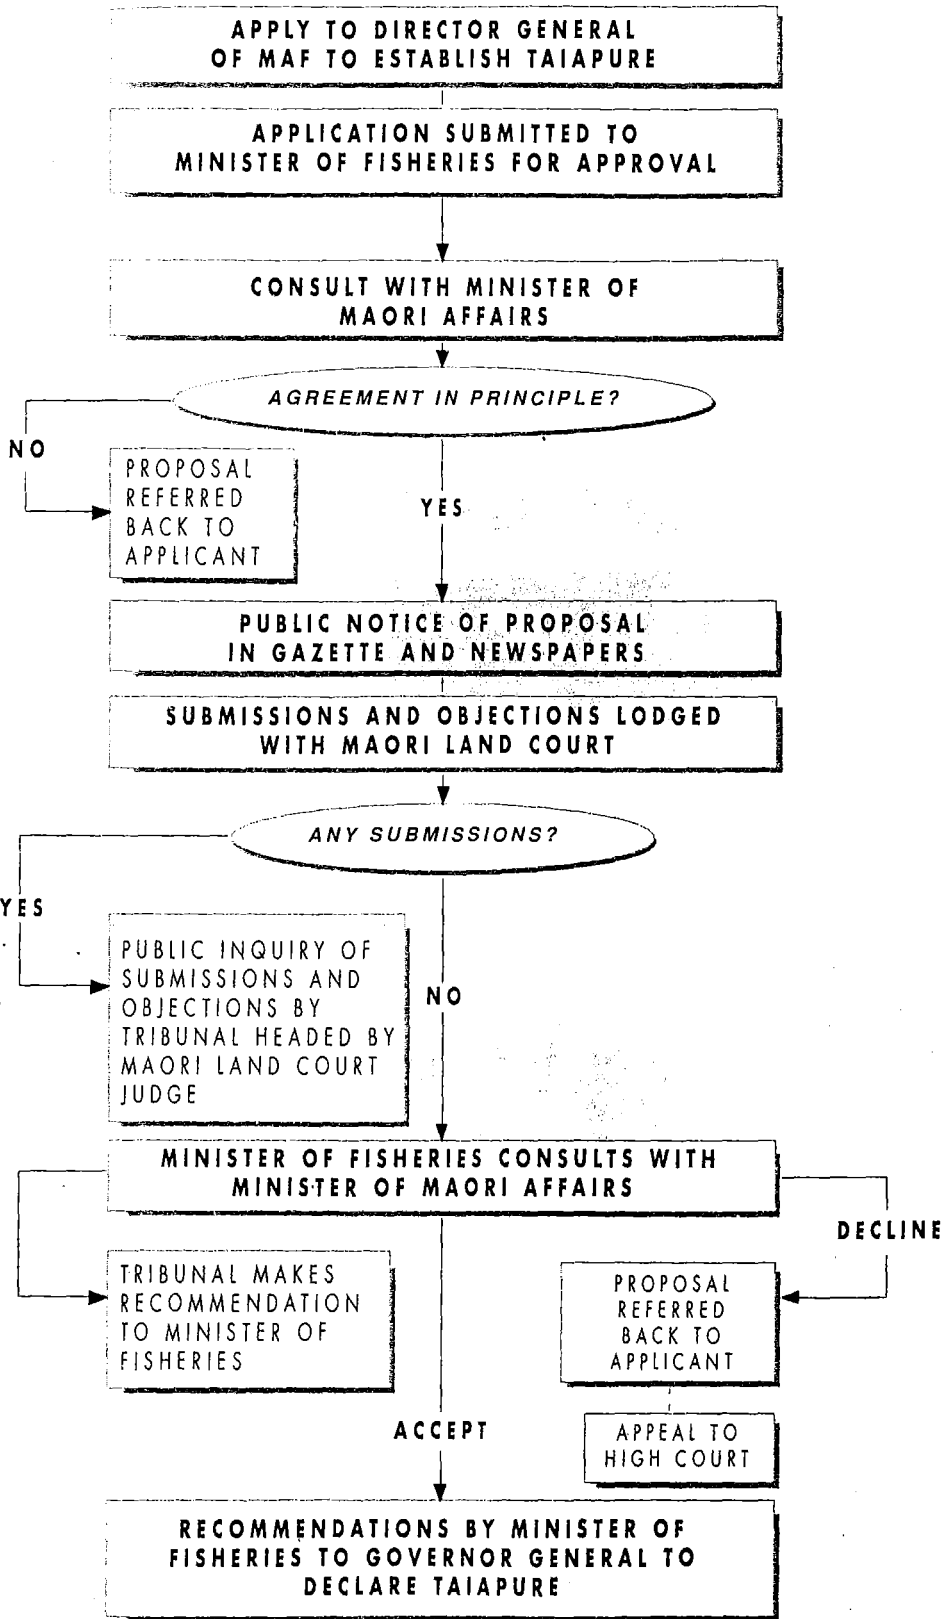 APPLY TO DIRECTOR GENERAL
OF MAF TO ESTABLISH TAIAPURE
APPLICATION SUBMITTED TO
MINISTER OF FISHERIES FOR APPROVAL
CONSULT WITH MINISTER OF
MAORI AFFAIRS
AGREEMENT IN PRINCIPLE?
NO
PROPOSAL
REFERRED
BACK TO
APPLICANT
YES
PUBLIC NOTICE OF PROPOSAL
IN GAZETTE AND NEWSPAPERS
SUBMISSIONS AND OBJECTIONS LODGED
WITH MAORI LAND COURT
ANY SUBMISSIONS?
YES
PUBLIC INQUIRY OF
SUBMISSIONS AND
OBJECTIONS BY
TRIBUNAL HEADED BY
MAORI LAND COURT
JUDGE
NO
MINISTER OF FISHERIES CONSULTS WITH
MINISTER OF MAORI AFFAIRS
DECLINE
TRIBUNAL MAKES
RECOMMENDATION
TO MINISTER OF
FISHERIES
PROPOSAL
REFERRED
BACK TO
APPLICANT
ACCEPT
APPEAL TO
HIGH COURT
RECOMMENDATIONS BY MINISTER OF
FISHERIES TO GOVERNOR GENERAL TO
DECLARE TAIAPURE